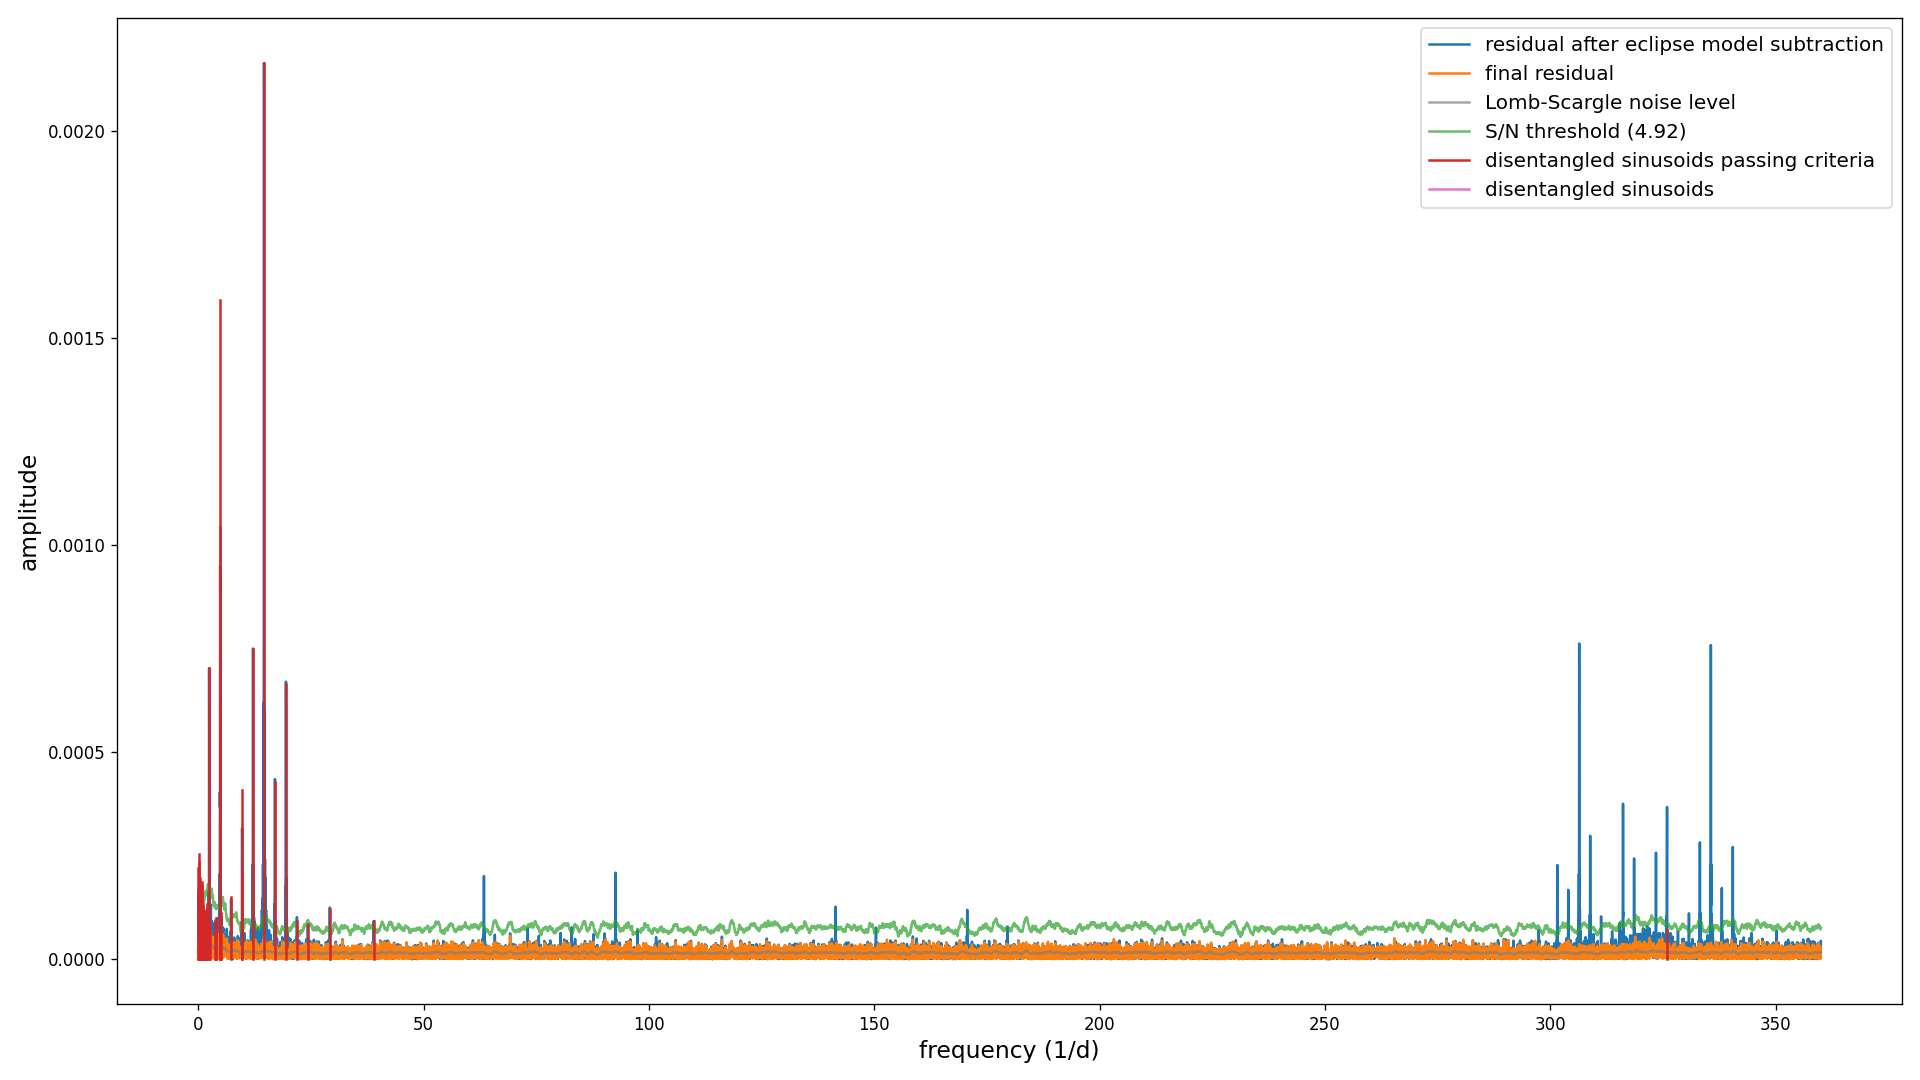 residual after eclipse model subtraction
final residual
Lomb-Scargle noise level
S/N threshold (4.92)
disentangled sinusoids passing criteria
disentangled sinusoids
0.0020
0.0015
0.0010
0.0005
0.0000
amplitude
0 50 100 150 200 250 300 350
frequency (1/d)